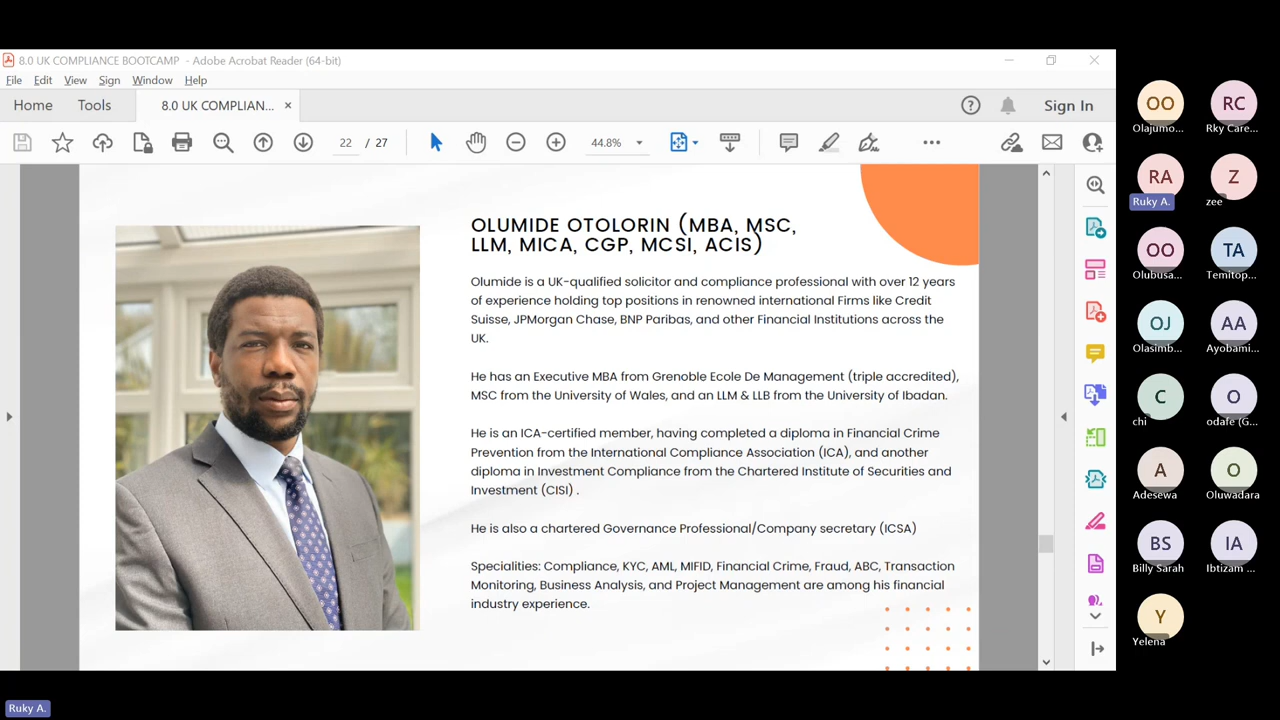 8.0 UK COMPLIANCE BOOTCAMP - Adobe Acrobat Reader (64-bit)
File Edit View Sign Window Help
Home Tools 8.0 UK COMPLIAN... × Sign In
22 / 27 44.8%
OLUMIDE OTOLORIN (MBA, MSC,
LLM, MICA, CGP, MCSI, ACIS)
Olumide is a UK-qualified solicitor and compliance professional with over 12 years
of experience holding top positions in renowned international Firms like Credit
Suisse, JPMorgan Chase, BNP Paribas, and other Financial Institutions across the
UK.
He has an Executive MBA from Grenoble Ecole De Management (triple accredited),
MSC from the University of Wales, and an LLM & LLB from the University of Ibadan.
He is an ICA-certified member, having completed a diploma in Financial Crime
Prevention from the International Compliance Association (ICA), and another
diploma in Investment Compliance from the Chartered Institute of Securities and
Investment (CISI) .
He is also a chartered Governance Professional/Company secretary (ICSA)
Specialities: Compliance, KYC, AML, MIFID, Financial Crime, Fraud, ABC, Transaction
Monitoring, Business Analysis, and Project Management are among his financial
industry experience.
OO RC
Olajumo... Rky Care...
RA Z
Ruky A. zee
OO TA
Olubusa... Temitop...
OJ AA
Olasimb... Ayobami...
C O
chi odafe (G...
A O
Adesewa Oluwadara
BS IA
Billy Sarah Ibtizam ...
Y
Yelena
Ruky A.